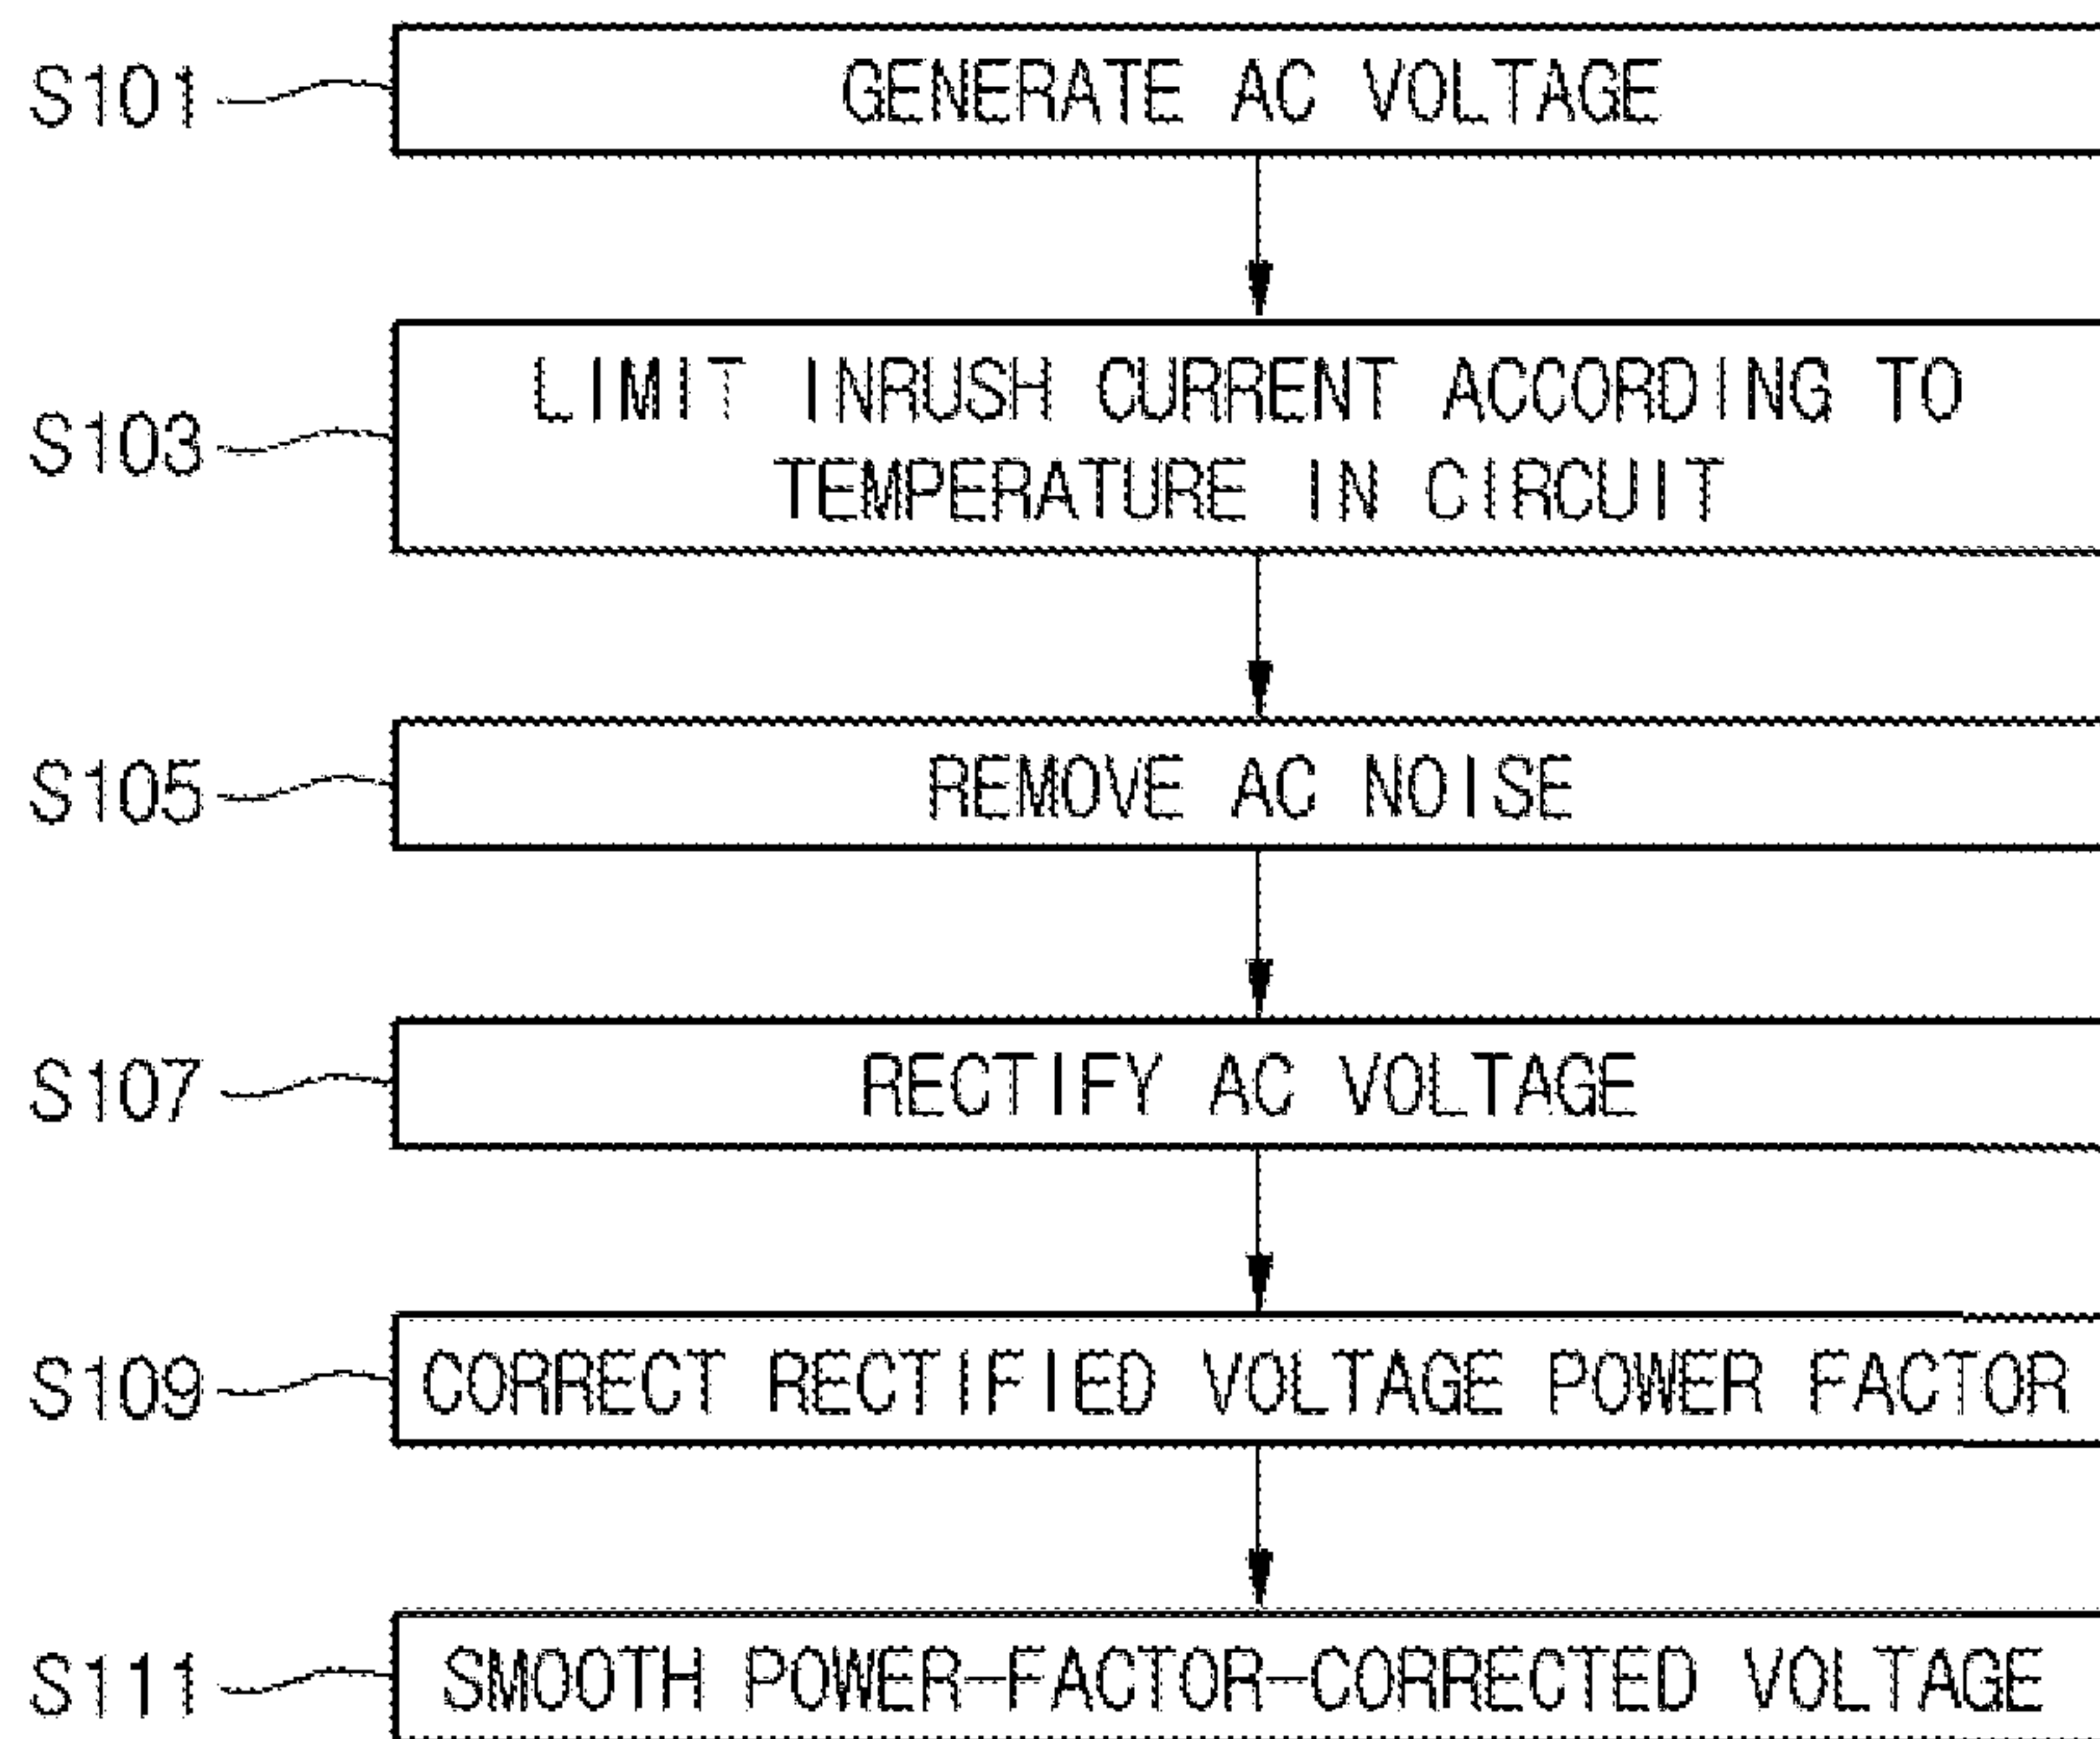 S101
GENERATE AC VOLTAGE
S103
LIMIT INRUSH CURRENT ACCORDING TO
TEMPERATURE IN CIRCUIT
S105
REMOVE AC NOISE
S107
RECTIFY AC VOLTAGE
S109
CORRECT RECTIFIED VOLTAGE POWER FACTOR
S111
SMOOTH POWER-FACTOR-CORRECTED VOLTAGE